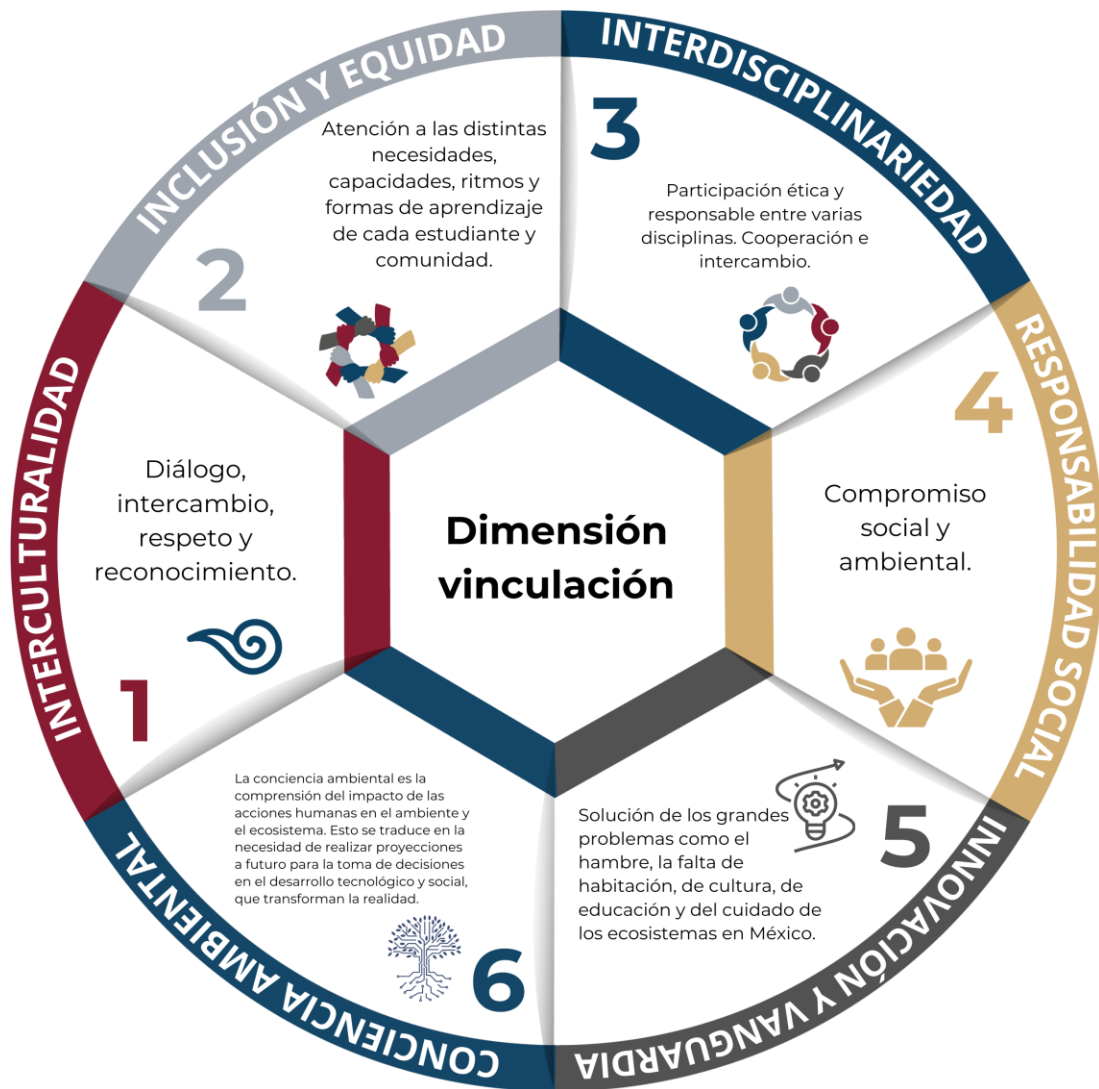 Dimensión
vinculación
INTERCULTURALIDAD
1
Diálogo,
intercambio,
respeto y
reconocimiento.
INCLUSIÓN Y EQUIDAD
2
Atención a las distintas
necesidades,
capacidades, ritmos y
formas de aprendizaje
de cada estudiante y
comunidad.
INTERDISCIPLINARIEDAD
3
Participación ética y
responsable entre varias
disciplinas. Cooperación e
intercambio.
RESPONSABILIDAD SOCIAL
4
Compromiso
social y
ambiental.
INNOVACIÓN Y VANGUARDIA
5
Solución de los grandes
problemas como el
hambre, la falta de
habitación, de cultura, de
educación y del cuidado de
los ecosistemas en México.
CONCIENCIA AMBIENTAL
6
La conciencia ambiental es la
comprensión del impacto de las
acciones humanas en el ambiente y
el ecosistema. Esto se traduce en la
necesidad de realizar proyecciones
a futuro para la toma de decisiones
en el desarrollo tecnológico y social,
que transforman la realidad.